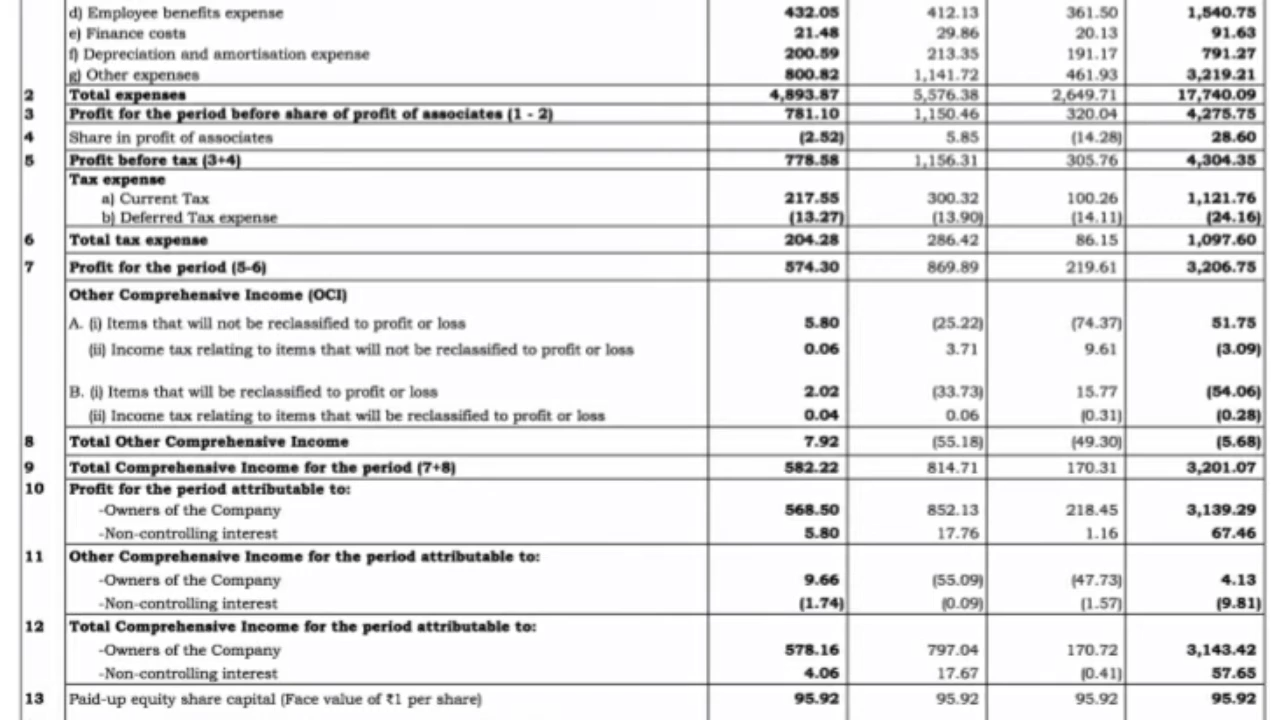 d) Employee benefits expense 432.05 412.13 361.50 1,540.75
e) Finance costs 21.48 29.86 20.13 91.63
f) Depreciation and amortisation expense 200.59 213.35 191.17 791.27
g) Other expenses 800.82 1,141.72 461.93 3,219.21
2 Total expenses 4,893.87 5,576.38 2,649.71 17,740.09
3 Profit for the period before share of profit of associates (1 - 2) 781.10 1,150.46 320.04 4,275.75
4 Share in profit of associates (2.52) 5.85 (14.28) 28.60
5 Profit before tax (3+4) 778.58 1,156.31 305.76 4,304.35
Tax expense
a) Current Tax 217.55 300.32 100.26 1,121.76
b) Deferred Tax expense (13.27) (13.90) (14.11) (24.16)
6 Total tax expense 204.28 286.42 86.15 1,097.60
7 Profit for the period (5-6) 574.30 869.89 219.61 3,206.75
Other Comprehensive Income (OCI)
A. (i) Items that will not be reclassified to profit or loss 5.80 (25.22) (74.37) 51.75
(ii) Income tax relating to items that will not be reclassified to profit or loss 0.06 3.71 9.61 (3.09)
B. (i) Items that will be reclassified to profit or loss 2.02 (33.73) 15.77 (54.06)
(ii) Income tax relating to items that will be reclassified to profit or loss 0.04 0.06 (0.31) (0.28)
8 Total Other Comprehensive Income 7.92 (55.18) (49.30) (5.68)
9 Total Comprehensive Income for the period (7+8) 582.22 814.71 170.31 3,201.07
10 Profit for the period attributable to:
-Owners of the Company 568.50 852.13 218.45 3,139.29
-Non-controlling interest 5.80 17.76 1.16 67.46
11 Other Comprehensive Income for the period attributable to:
-Owners of the Company 9.66 (55.09) (47.73) 4.13
-Non-controlling interest (1.74) (0.09) (1.57) (9.81)
12 Total Comprehensive Income for the period attributable to:
-Owners of the Company 578.16 797.04 170.72 3,143.42
-Non-controlling interest 4.06 17.67 (0.41) 57.65
13 Paid-up equity share capital (Face value of ₹1 per share) 95.92 95.92 95.92 95.92